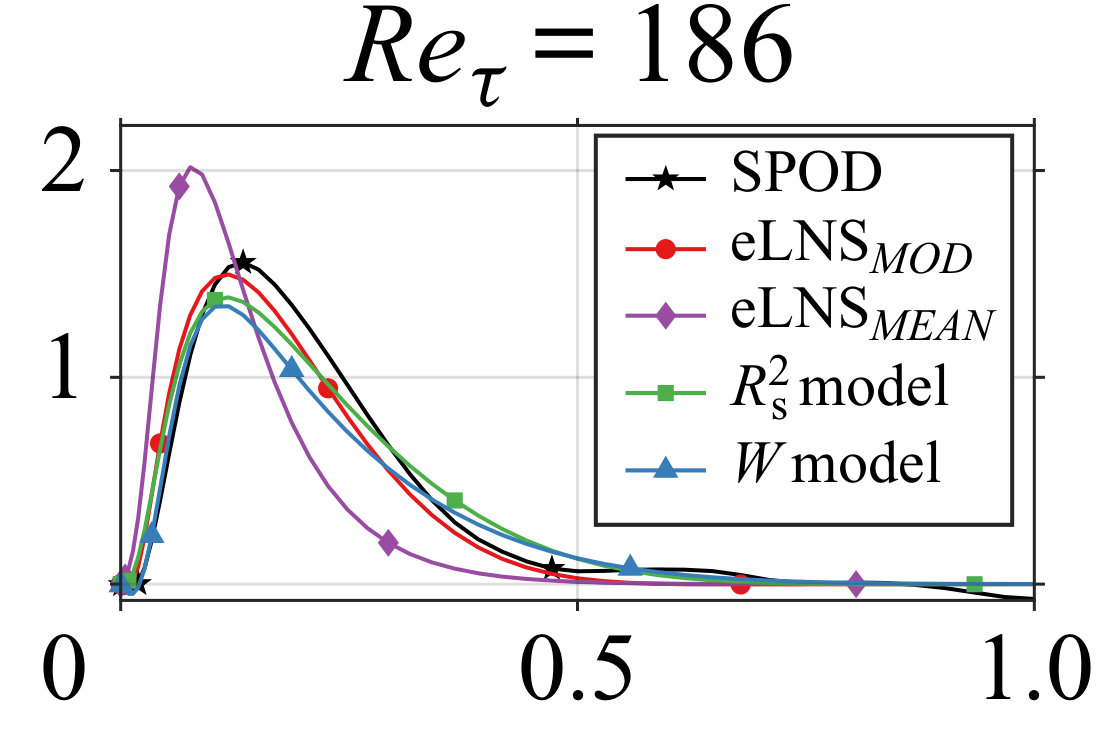 Re_τ = 186
2
1
0
0.5
1.0
SPOD
eLNS_MOD
eLNS_MEAN
R_s^2 model
W model